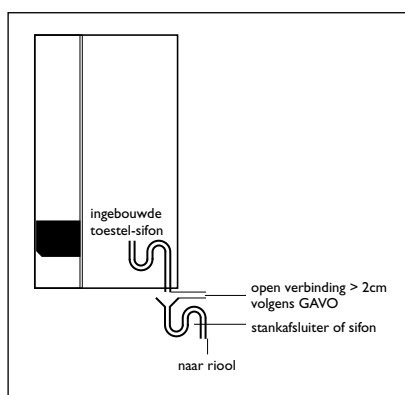 ingebouwde
toestel-sifon
open verbinding > 2cm
volgens GAVO
stankafsluiter of sifon
naar riool